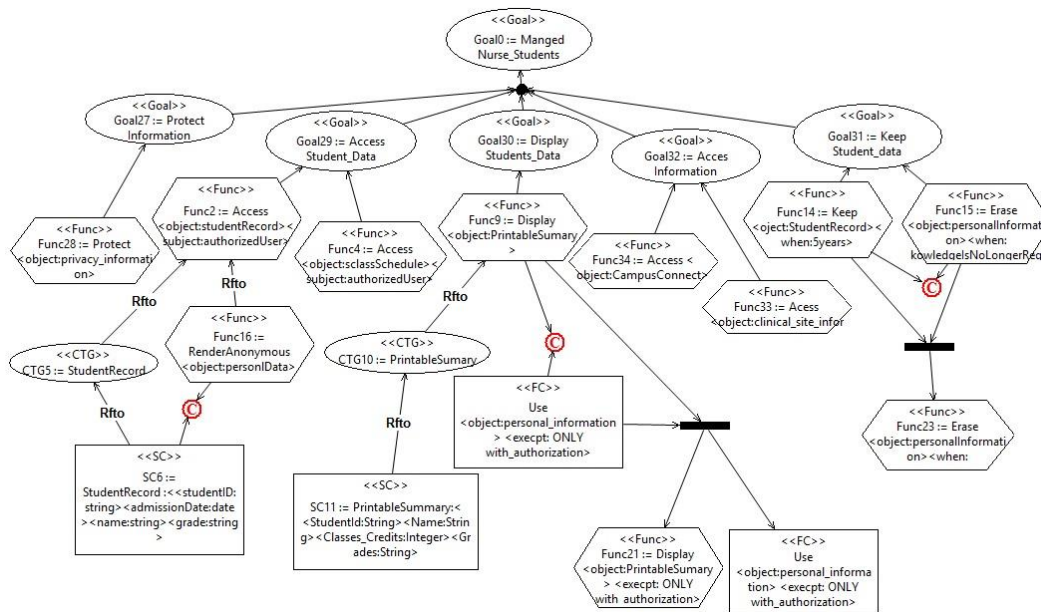 <<Goal>>
Goal0 := Manged
Nurse_Students
<<Goal>>
Goal27 := Protect
Information
<<Goal>>
Goal29 := Access
Student_Data
<<Goal>>
Goal30 := Display
Students_Data
<<Goal>>
Goal32 := Acces
Information
<<Goal>>
Goal31 := Keep
Student_data
<<Func>>
Func28 := Protect
<object:privacy_informati
on>
<<Func>>
Func2 := Access
<object:studentRecord><
subject:authorizedUser>
<<Func>>
Func4 := Access
<object:sclassSchedule><
subject:authorizedUser>
<<Func>>
Func9 := Display
<object:PrintableSumary
>
<<Func>>
Func34 := Access <
object:CampusConnect>
<<Func>>
Func33 := Acess
<object:clinical_site_infor
<<Func>>
Func14 := Keep
<oject:StudentRecord><
when:5years>
<<Func>>
Func15 := Erase
<object:personalInformat
ion><when:
kowledgeIsNoLongerReq
Rfto
Rfto
Rfto
C
<<CTG>>
CTG5 := StudentRecord
<<Func>>
Func16 :=
RenderAnonymous
<object:personlData>
<<CTG>>
CTG10 := PrintableSumary
C
Rfto
C
Rfto
<<FC>>
Use
<object:personal_information
> <execpt: ONLY
with_authorization>
<<Func>>
Func23 := Erase
<object:personalInformati
on><when:
<<SC>>
SC6 =
StudentRecord :<<studentID:
string><admissionDate:date
><name:string><grade:string
>
<<SC>>
SC11 := PrintableSummary:<
<StudentId:String><Name:Strin
g><Classes_Credits:Integer><Gr
ades:String>
<<Func>>
Func21 := Display
<object:PrintableSumary
> <execpt: ONLY
with authorization>
<<FC>>
Use
<object:personal_informa
tion> <execpt: ONLY
with_authorization>